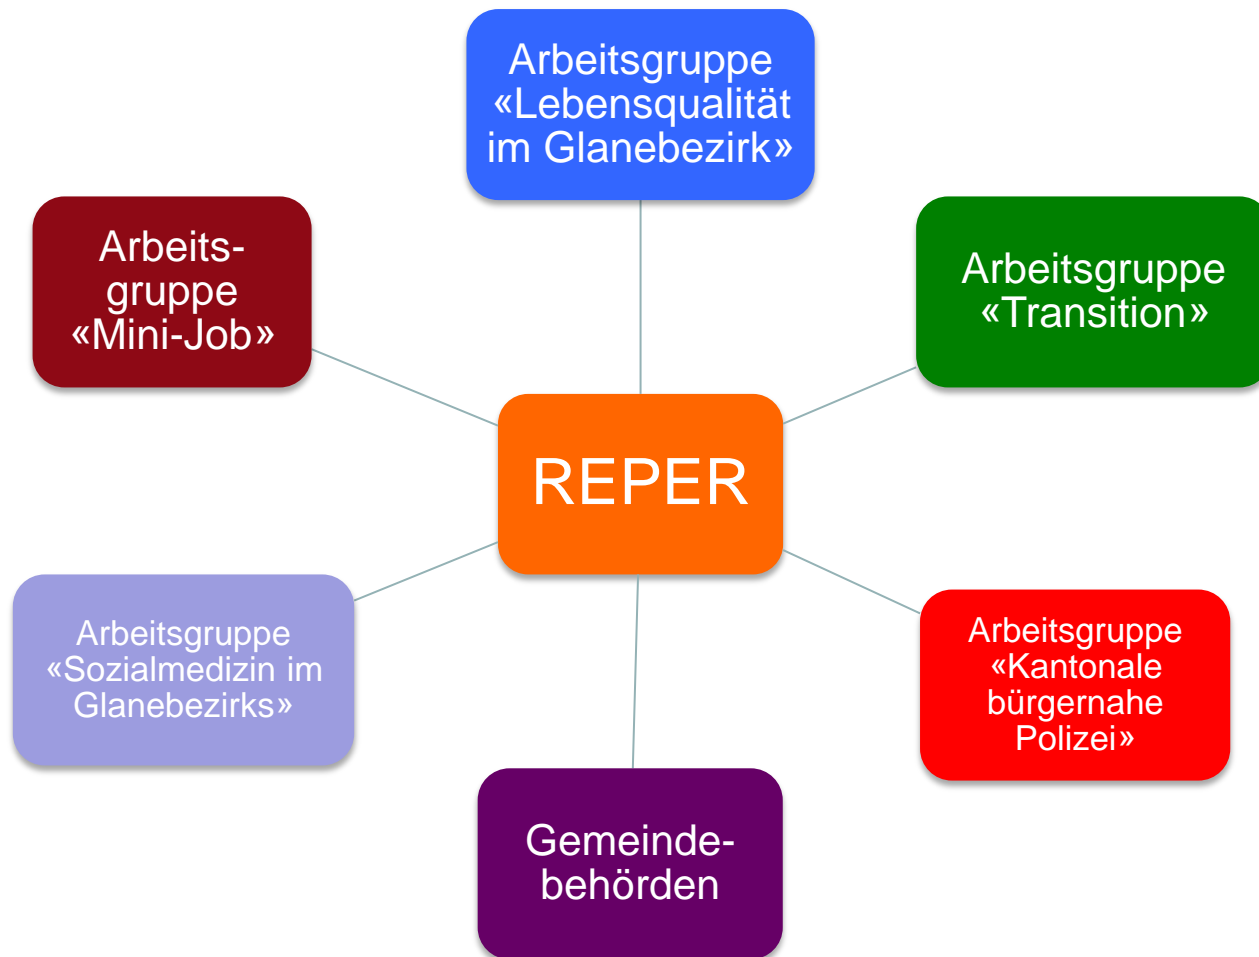 Arbeitsgruppe
«Lebensqualität
im Glanebezirk»
Arbeits-
gruppe
«Mini-Job»
Arbeitsgruppe
«Transition»
REPER
Arbeitsgruppe
«Sozialmedizin im
Glanebezirks»
Arbeitsgruppe
«Kantonale
bürgernahe
Polizei»
Gemeinde-
behörden